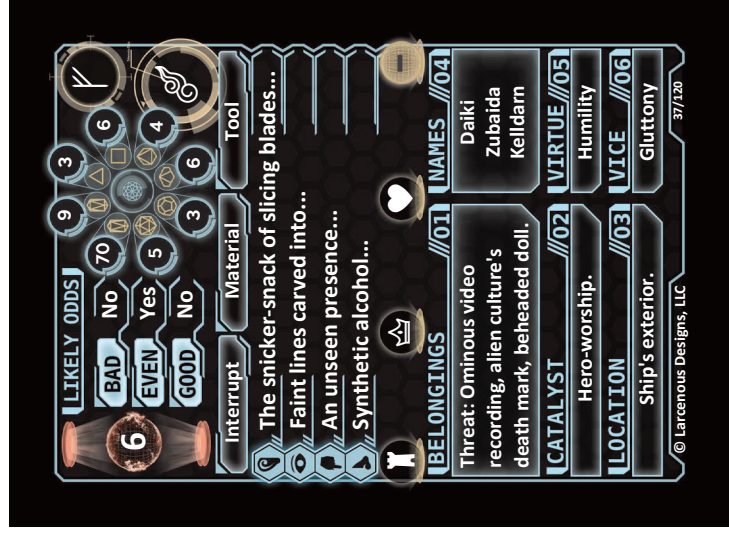 6
LIKELY ODDS
BAD No
EVEN Yes
GOOD No
70
9
3
6
4
6
3
5
Interrupt
Material
Tool
The snicker-snack of slicing blades...
Faint lines carved into...
An unseen presence...
Synthetic alcohol...
BELONGINGS //01
Threat: Ominous video
recording, alien culture's
death mark, beheaded doll.
CATALYST //02
Hero-worship.
LOCATION //03
Ship's exterior.
NAMES //04
Daiki
Zubaida
Kelldarn
VIRTUE //05
Humility
VICE //06
Gluttony
© Larcenous Designs, LLC
37/120